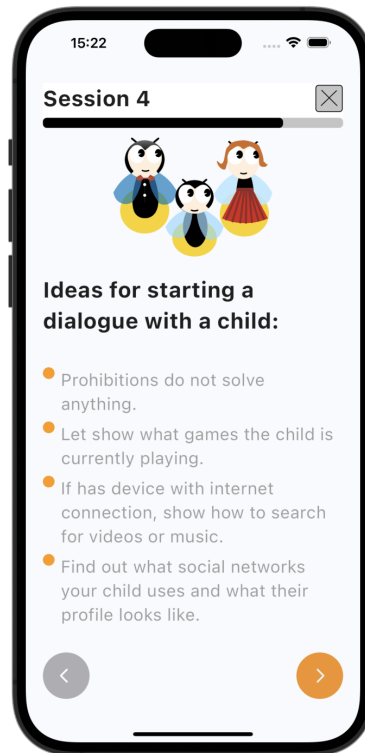 15:22
Session 4
Ideas for starting a
dialogue with a child:
Prohibitions do not solve
anything.
Let show what games the child is
currently playing.
If has device with internet
connection, show how to search
for videos or music.
Find out what social networks
your child uses and what their
profile looks like.